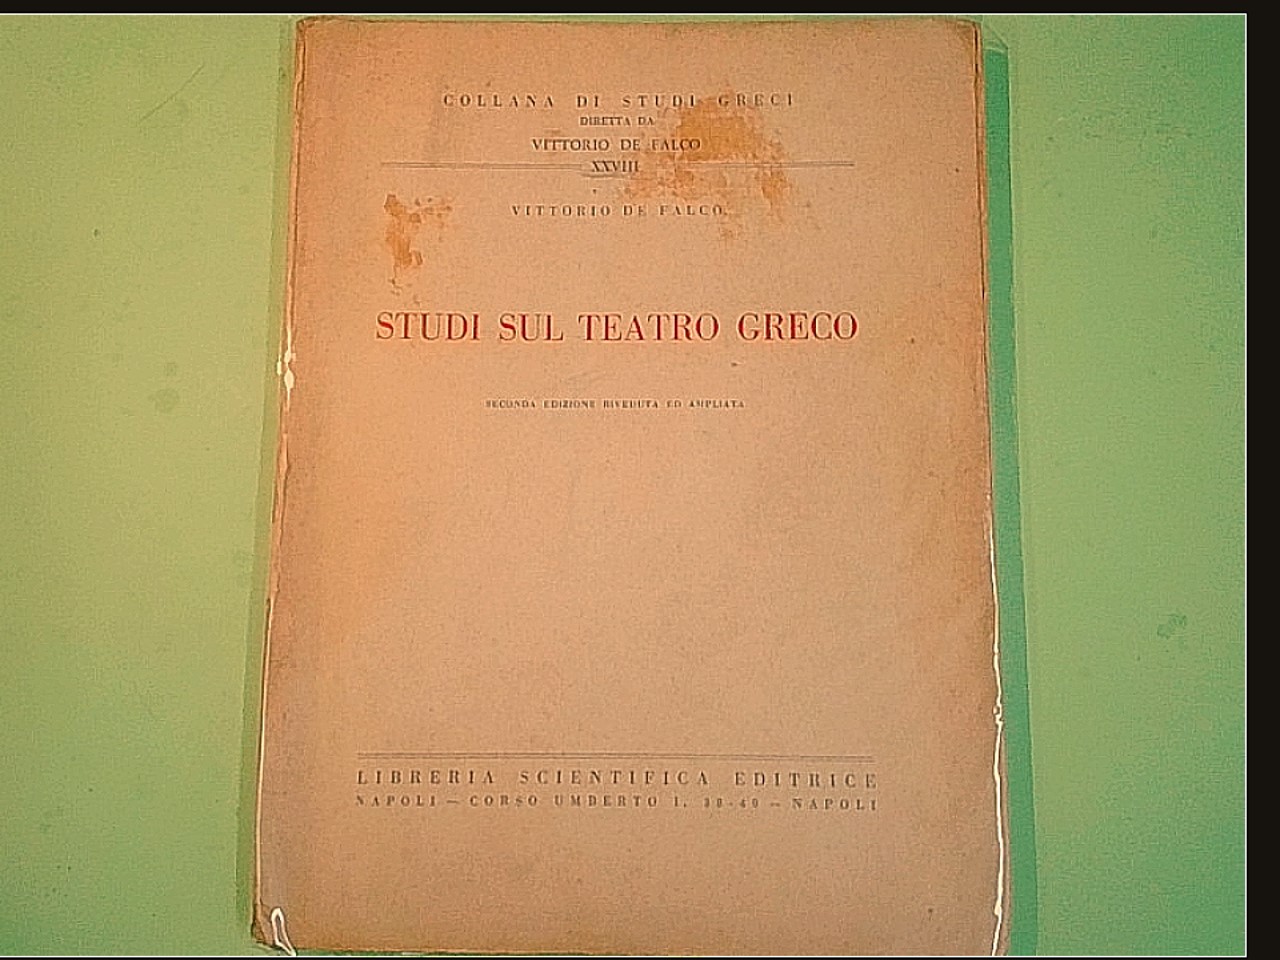 COLLANA DI STUDI GRECI
DIRETTA DA
VITTORIO DE FALCO
XXVIII
VITTORIO DE FALCO
STUDI SUL TEATRO GRECO
SECONDA EDIZIONE RIVEDUTA ED AMPLIATA
LIBRERIA SCIENTIFICA EDITRICE
NAPOLI — CORSO UMBERTO I, 38-40 — NAPOLI